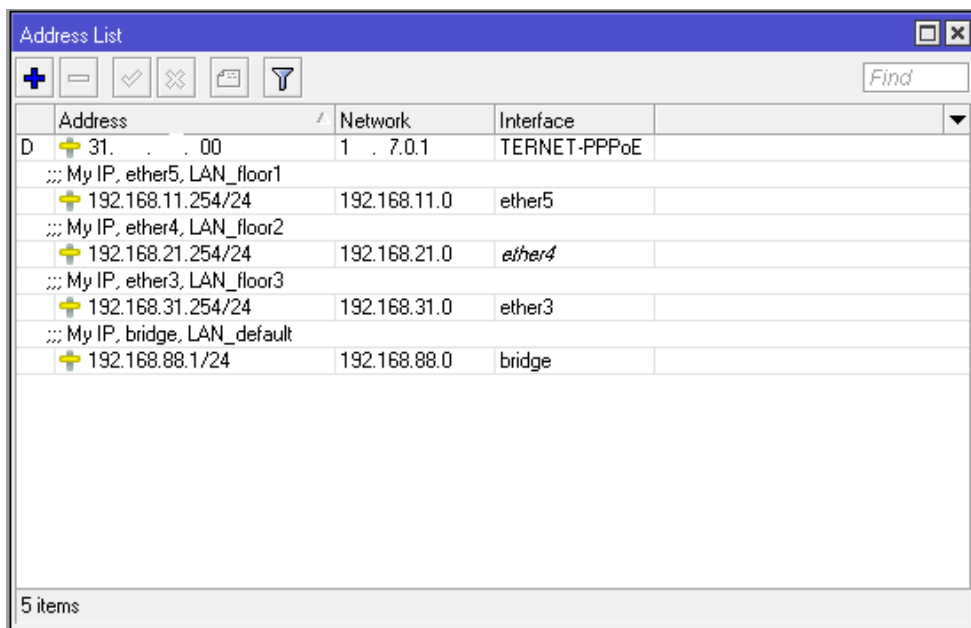 Address List
Find
Address Network Interface
D 31. . . 00 1 . 7.0.1 TERNET-PPPoE
;;; My IP, ether5, LAN_floor1
192.168.11.254/24 192.168.11.0 ether5
;;; My IP, ether4, LAN_floor2
192.168.21.254/24 192.168.21.0 ether4
;;; My IP, ether3, LAN_floor3
192.168.31.254/24 192.168.31.0 ether3
;;; My IP, bridge, LAN_default
192.168.88.1/24 192.168.88.0 bridge
5 items